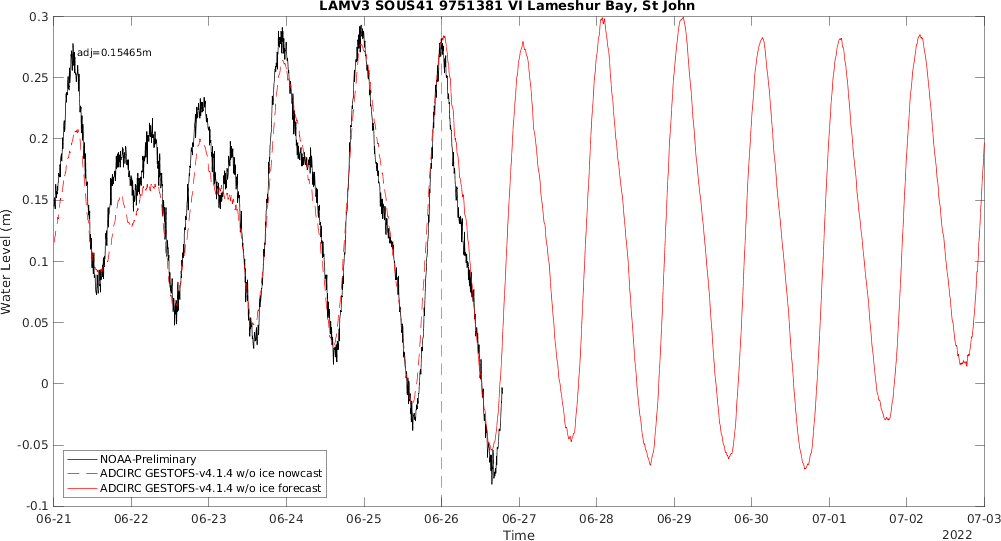 LAMV3 SOUS41 9751381 VI Lameshur Bay, St John
0.3
adj=0.15465m
0.25
0.2
0.15
0.1
0.05
0
-0.05
-0.1
Water Level (m)
NOAA-Preliminary
ADCIRC GESTOFS-v4.1.4 w/o ice nowcast
ADCIRC GESTOFS-v4.1.4 w/o ice forecast
06-21 06-22 06-23 06-24 06-25 06-26 06-27 06-28 06-29 06-30 07-01 07-02 07-03
Time
2022